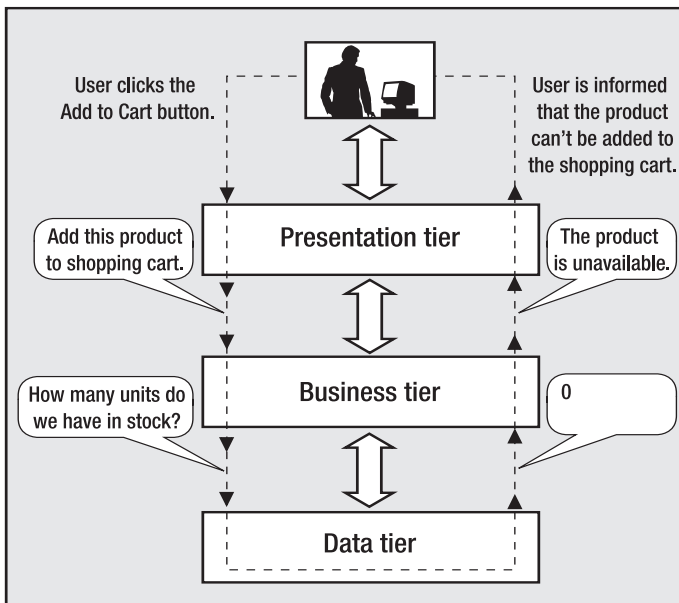 User clicks the
Add to Cart button.
User is informed
that the product
can't be added to
the shopping cart.
Presentation tier
Add this product
to shopping cart.
The product
is unavailable.
Business tier
How many units do
we have in stock?
0
Data tier